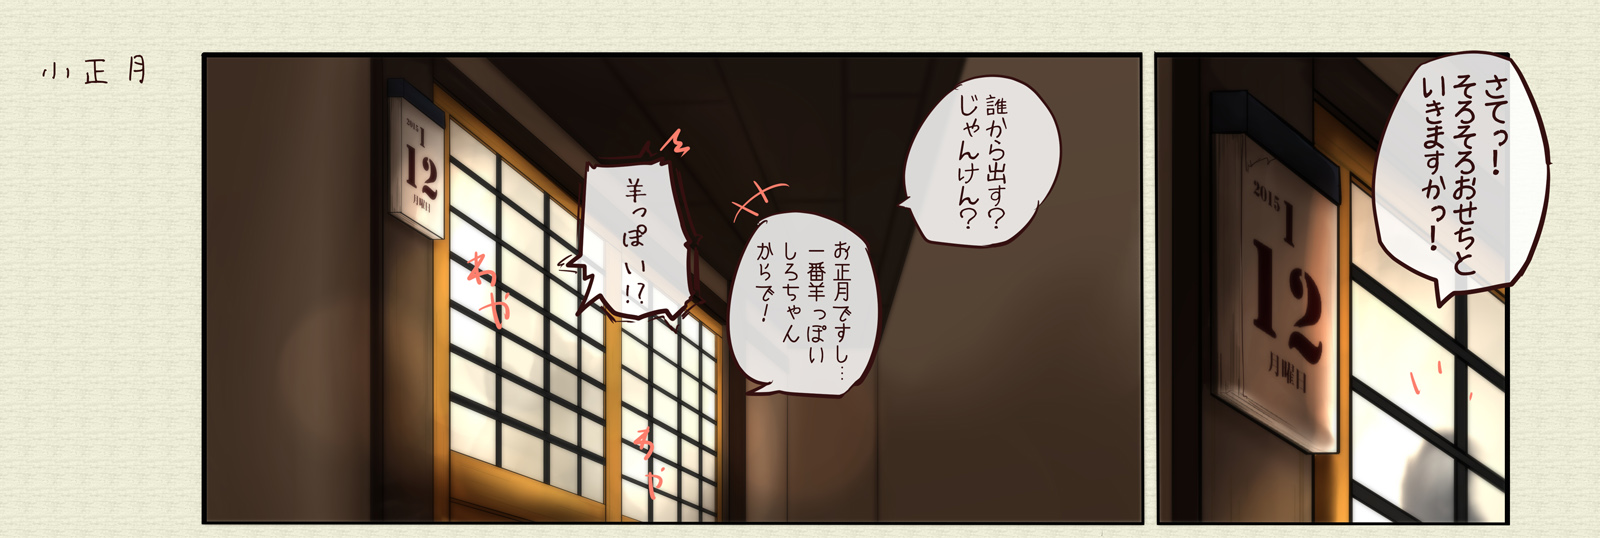 さてっ!
そろそろおせちと
いきますかっ!
2015
1
12
月曜日
誰から出す?
じゃんけん?
お正月ですし…
一番羊っぽい
しろちゃん
からで!
羊っぽい!?
わや
わや
2015
1
12
月曜日
小正月